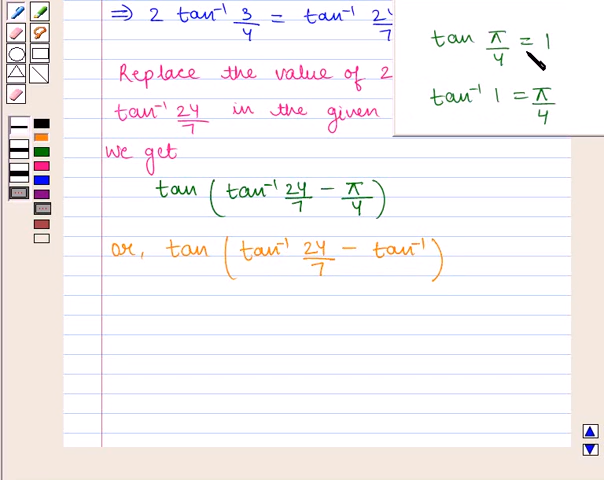 ⇒ 2 tan⁻¹ 3/4 = tan⁻¹ 24/7
tan π/4 = 1
tan⁻¹ 1 = π/4
Replace the value of 2
tan⁻¹ 24/7 in the given
we get
tan (tan⁻¹ 24/7 − π/4)
or, tan (tan⁻¹ 24/7 − tan⁻¹ )